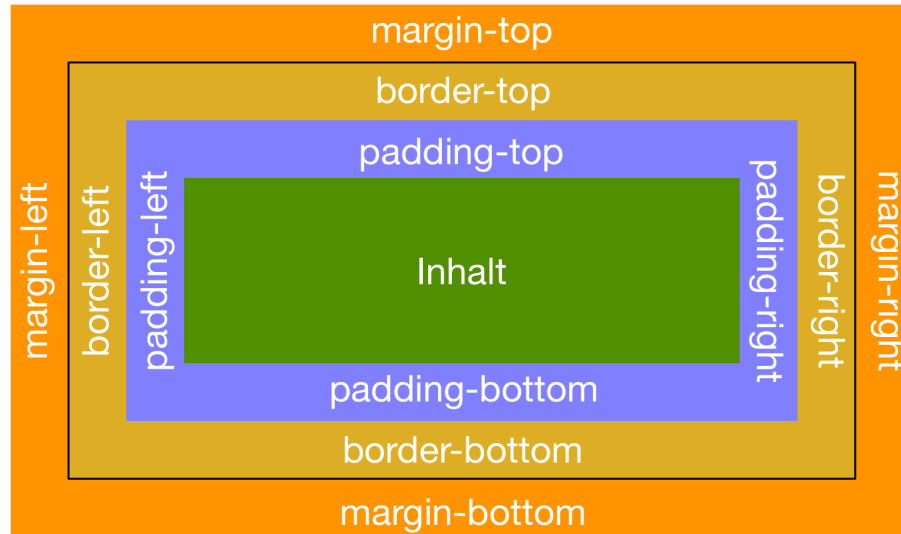 margin-top
border-top
padding-top
margin-left
border-left
padding-left
Inhalt
padding-right
border-right
margin-right
padding-bottom
border-bottom
margin-bottom